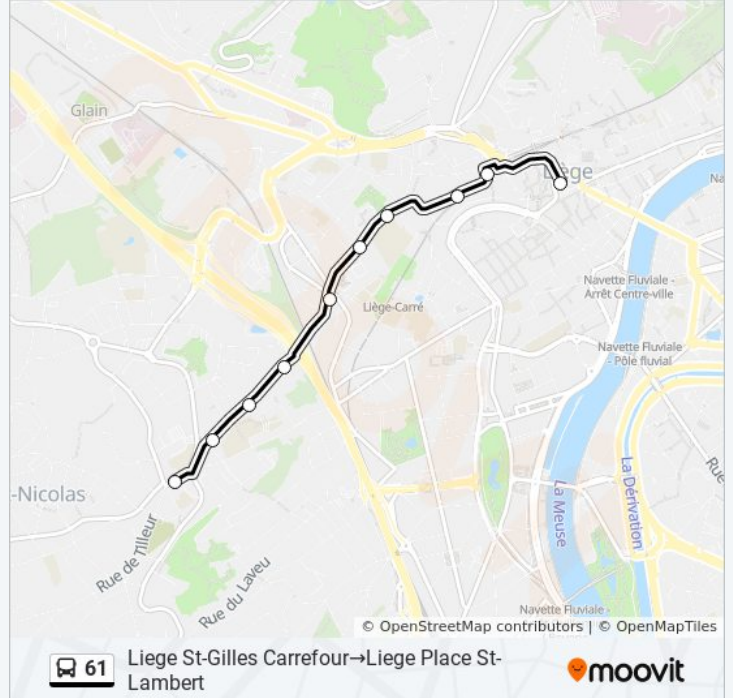 Glain
Liège
Na
Navette Fluviale -
Arrêt Centre-ville
Liège-Carré
Navette Fluviale
- Pôle fluvial
-Nicolas
Rue de Tilleur
Rue du Laveu
La Meuse
La Dérivation
Rue
Navette Fluviale -
© OpenStreetMap contributors | © OpenMapTiles
61
Liege St-Gilles Carrefour→Liege Place St-
Lambert
moovit